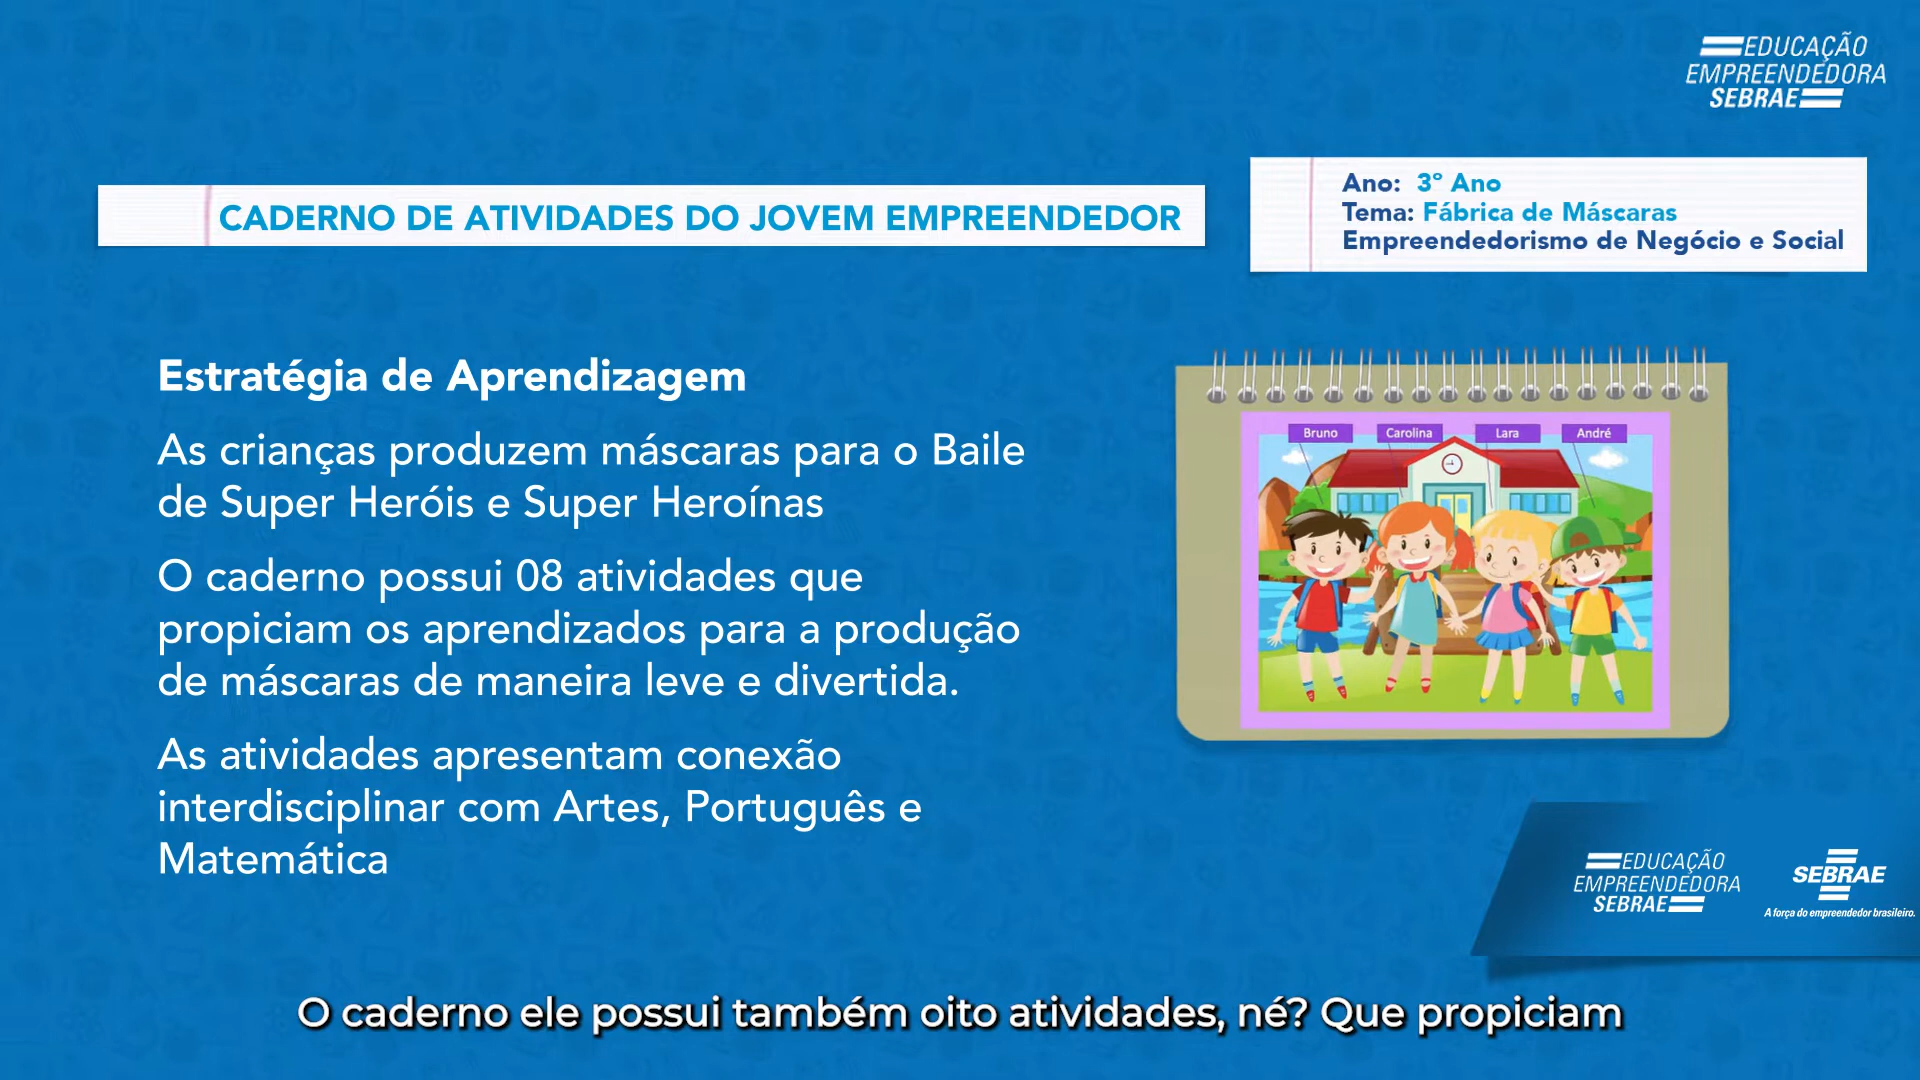 EDUCAÇÃO
EMPREENDEDORA
SEBRAE
CADERNO DE ATIVIDADES DO JOVEM EMPREENDEDOR
Ano: 3º Ano
Tema: Fábrica de Máscaras
Empreendedorismo de Negócio e Social
Estratégia de Aprendizagem
As crianças produzem máscaras para o Baile
de Super Heróis e Super Heroínas
O caderno possui 08 atividades que
propiciam os aprendizados para a produção
de máscaras de maneira leve e divertida.
As atividades apresentam conexão
interdisciplinar com Artes, Português e
Matemática
Bruno
Carolina
Lara
André
EDUCAÇÃO
EMPREENDEDORA
SEBRAE
SEBRAE
A força do empreendedor brasileiro.
O caderno ele possui também oito atividades, né? Que propiciam